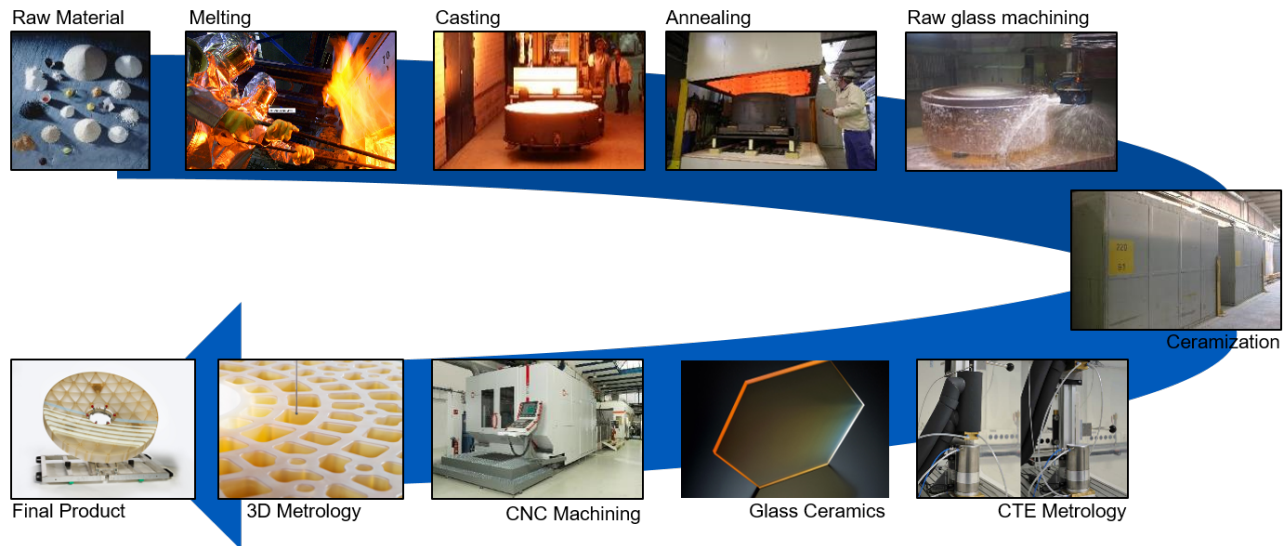 Raw Material
Melting
Casting
Annealing
Raw glass machining
220
Ceramization
Final Product
3D Metrology
CNC Machining
Glass Ceramics
CTE Metrology